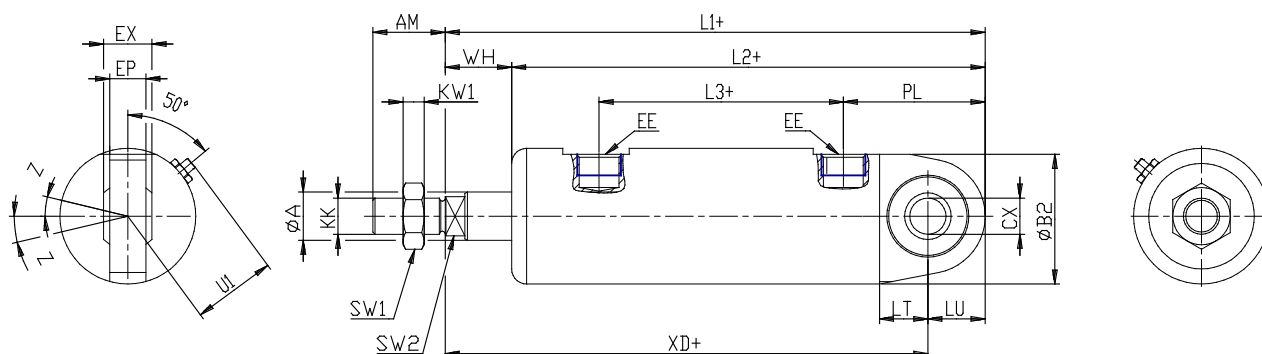 AM
L1+
EX
WH
L2+
EP
KW1
L3+
PL
50°
EE
EE
Z
Z
U1
ØA
KK
CX
ØB2
SW1
SW2
LT
LU
XD+